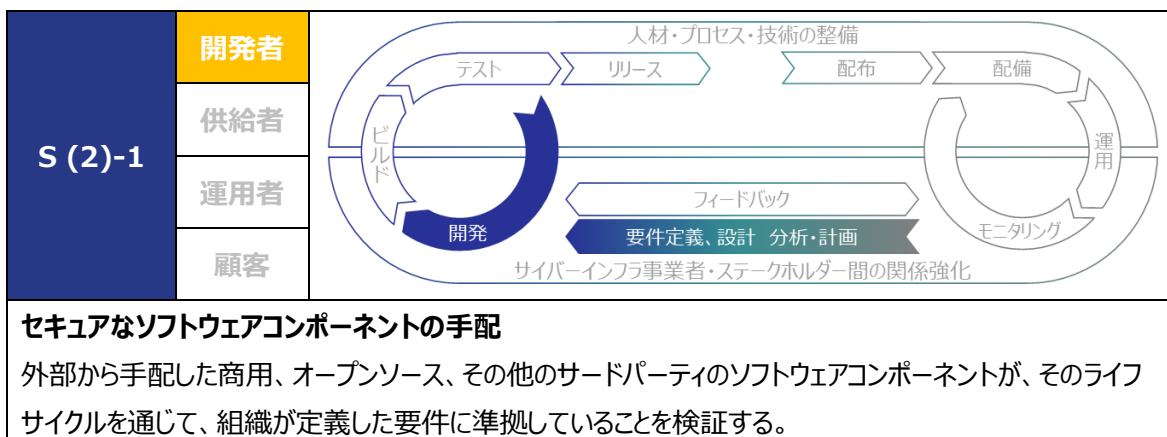 S (2)-1
開発者
供給者
運用者
顧客
人材・プロセス・技術の整備
テスト
リリース
配布
配備
ビルド
運用
フィードバック
開発
要件定義、設計 分析・計画
モニタリング
サイバーインフラ事業者・ステークホルダー間の関係強化
セキュアなソフトウェアコンポーネントの手配
外部から手配した商用、オープンソース、その他のサードパーティのソフトウェアコンポーネントが、そのライフ
サイクルを通じて、組織が定義した要件に準拠していることを検証する。